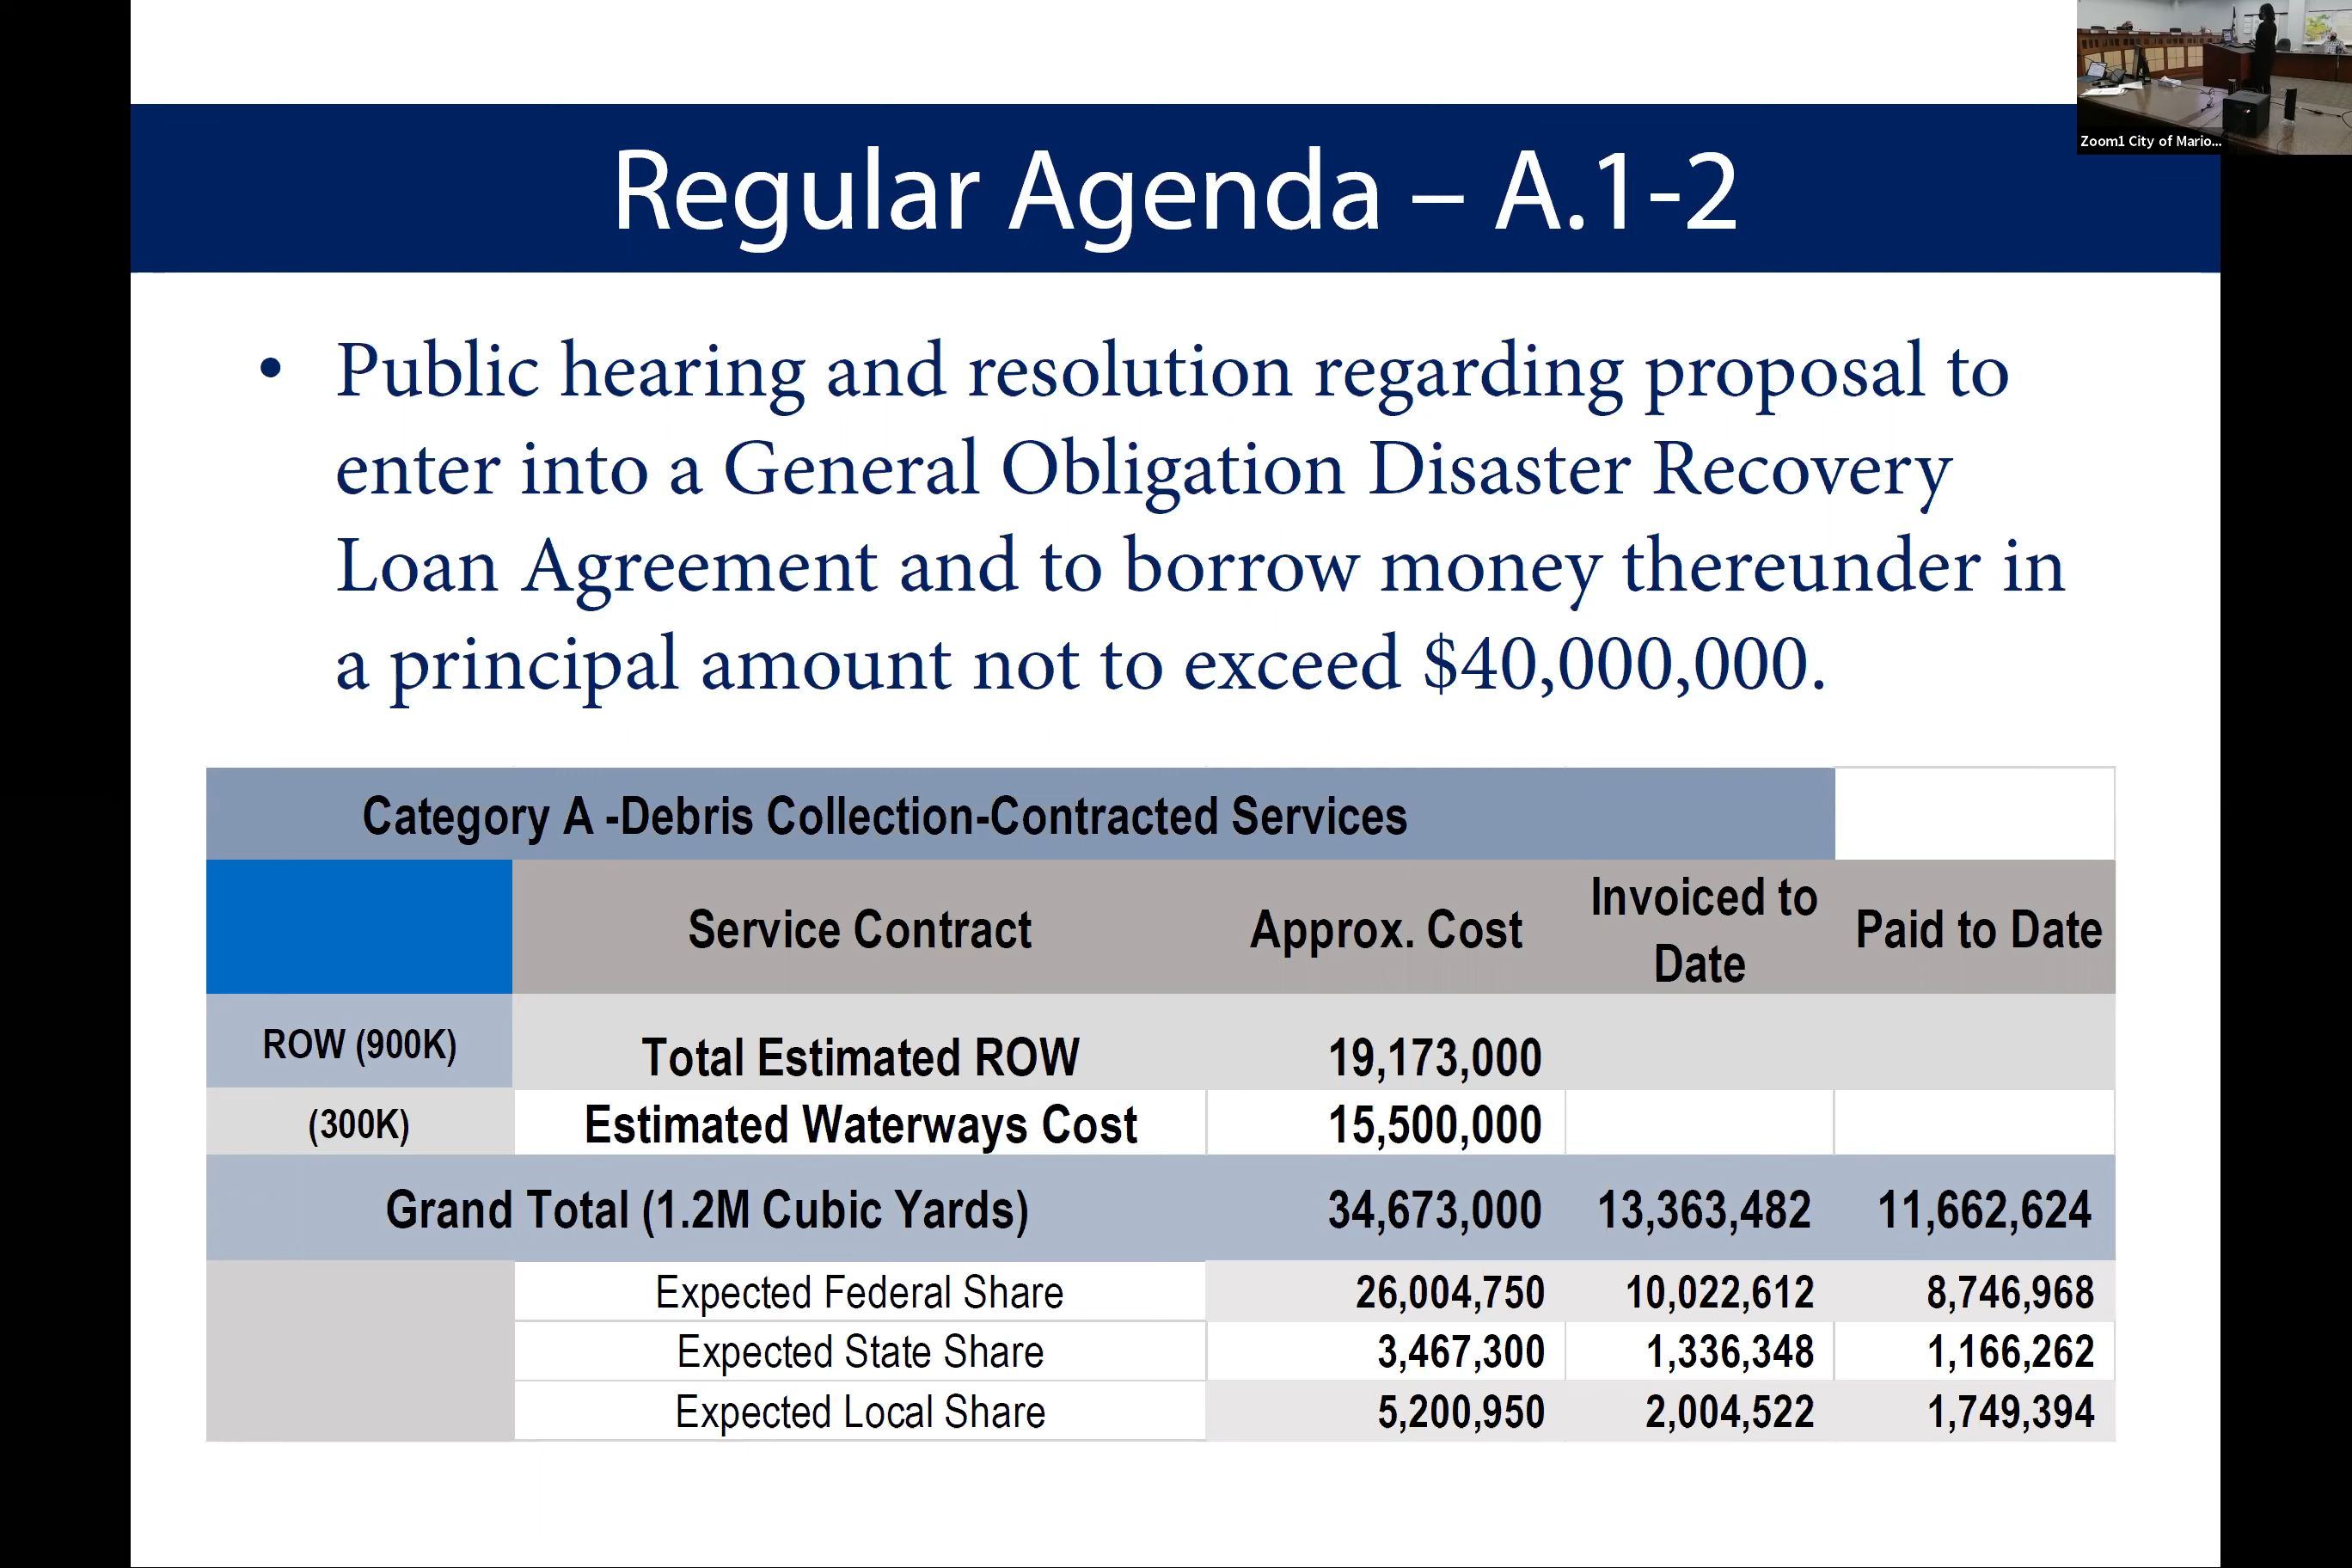 Zoom1 City of Mario...
Regular Agenda – A.1-2
• Public hearing and resolution regarding proposal to
enter into a General Obligation Disaster Recovery
Loan Agreement and to borrow money thereunder in
a principal amount not to exceed $40,000,000.
Category A -Debris Collection-Contracted Services
Service Contract Approx. Cost Invoiced to Date Paid to Date
ROW (900K) Total Estimated ROW 19,173,000
(300K) Estimated Waterways Cost 15,500,000
Grand Total (1.2M Cubic Yards) 34,673,000 13,363,482 11,662,624
Expected Federal Share 26,004,750 10,022,612 8,746,968
Expected State Share 3,467,300 1,336,348 1,166,262
Expected Local Share 5,200,950 2,004,522 1,749,394